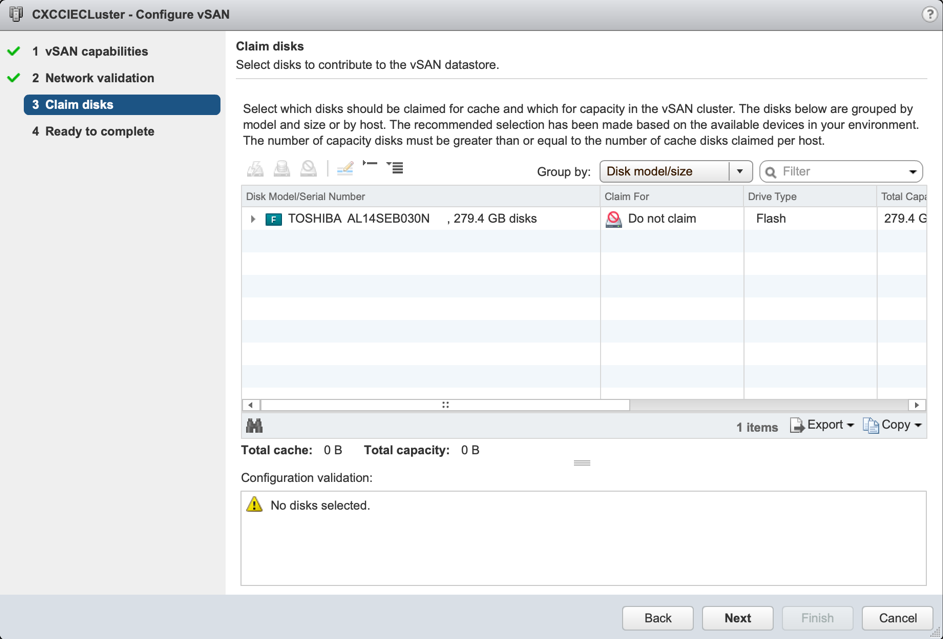 CXCCIECLuster - Configure vSAN
?
1 vSAN capabilities
2 Network validation
3 Claim disks
4 Ready to complete
Claim disks
Select disks to contribute to the vSAN datastore.
Select which disks should be claimed for cache and which for capacity in the vSAN cluster. The disks below are grouped by
model and size or by host. The recommended selection has been made based on the available devices in your environment.
The number of capacity disks must be greater than or equal to the number of cache disks claimed per host.
Group by: Disk model/size Filter
Disk Model/Serial Number Claim For Drive Type Total Capa
F TOSHIBA AL14SEB030N , 279.4 GB disks Do not claim Flash 279.4 G
1 items Export Copy
Total cache: 0 B Total capacity: 0 B
Configuration validation:
No disks selected.
Back Next Finish Cancel